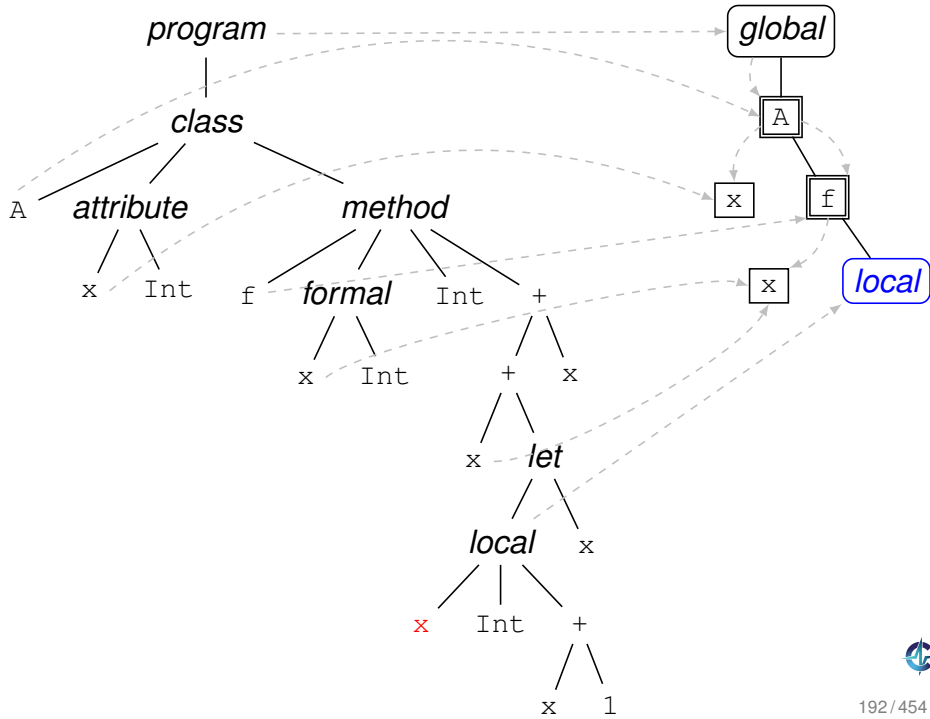 program global
class A
A attribute method x f
x Int f formal Int + x local
x Int + x
x let
local x
x Int +
x 1
192/454